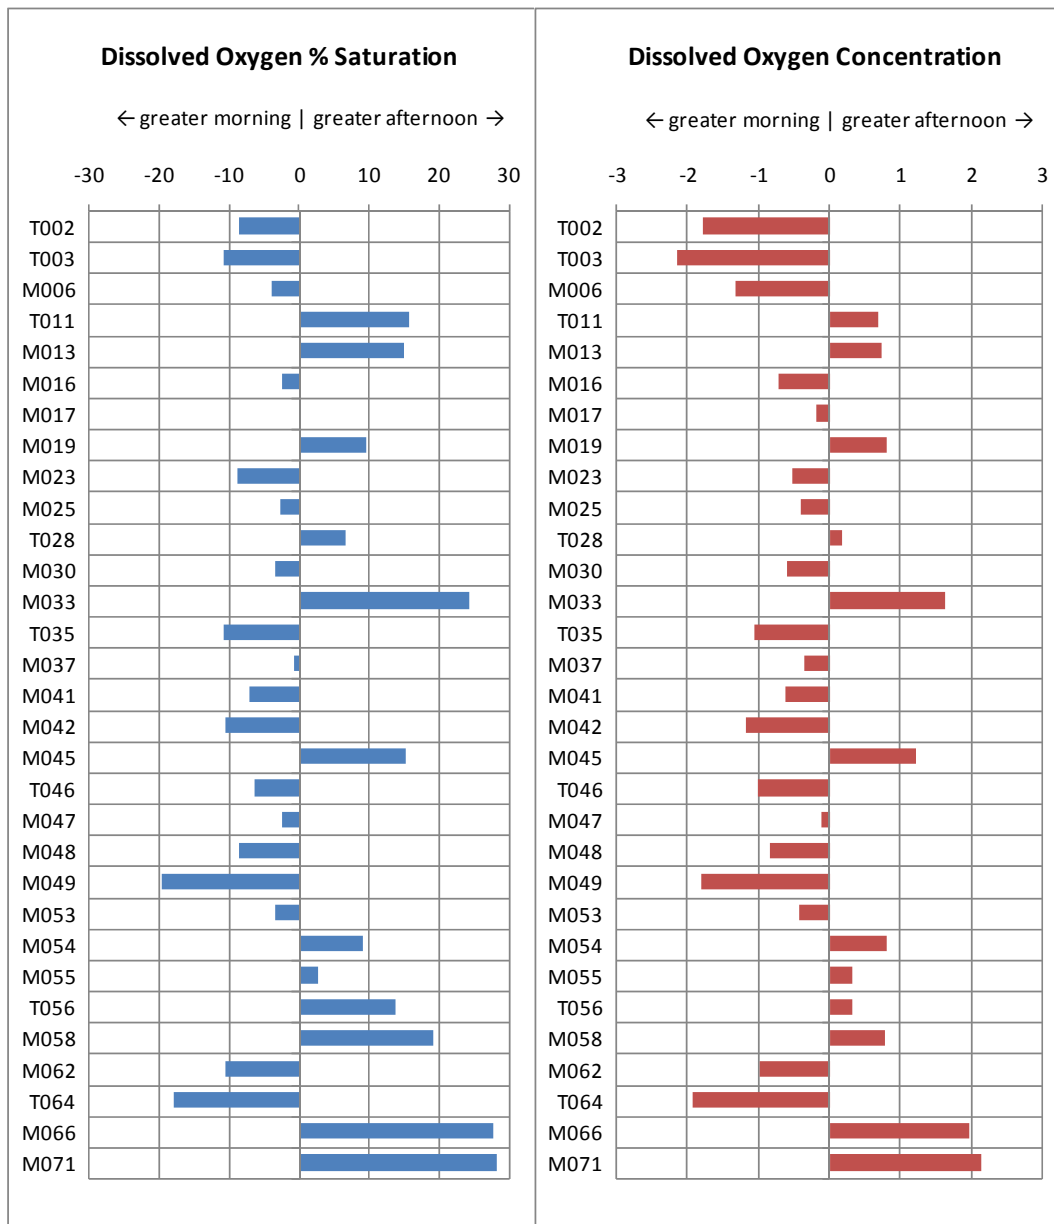 Dissolved Oxygen % Saturation
← greater morning | greater afternoon →
-30 -20 -10 0 10 20 30
T002
T003
M006
T011
M013
M016
M017
M019
M023
M025
T028
M030
M033
T035
M037
M041
M042
M045
T046
M047
M048
M049
M053
M054
M055
T056
M058
M062
T064
M066
M071
Dissolved Oxygen Concentration
← greater morning | greater afternoon →
-3 -2 -1 0 1 2 3
T002
T003
M006
T011
M013
M016
M017
M019
M023
M025
T028
M030
M033
T035
M037
M041
M042
M045
T046
M047
M048
M049
M053
M054
M055
T056
M058
M062
T064
M066
M071